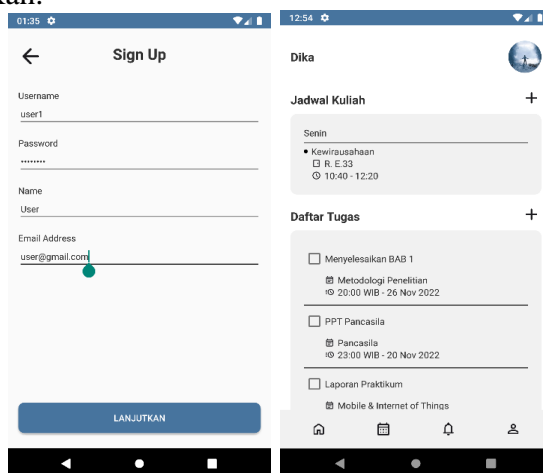 01:35
Sign Up
Username
user1
Password
........
Name
User
Email Address
user@gmail.com
LANJUTKAN
12:54
Dika
Jadwal Kuliah
Senin
Kewirausahaan
R. E.33
10:40 - 12:20
Daftar Tugas
Menyelesaikan BAB 1
Metodologi Penelitian
20:00 WIB - 26 Nov 2022
PPT Pancasila
Pancasila
23:00 WIB - 20 Nov 2022
Laporan Praktikum
Mobile & Internet of Things